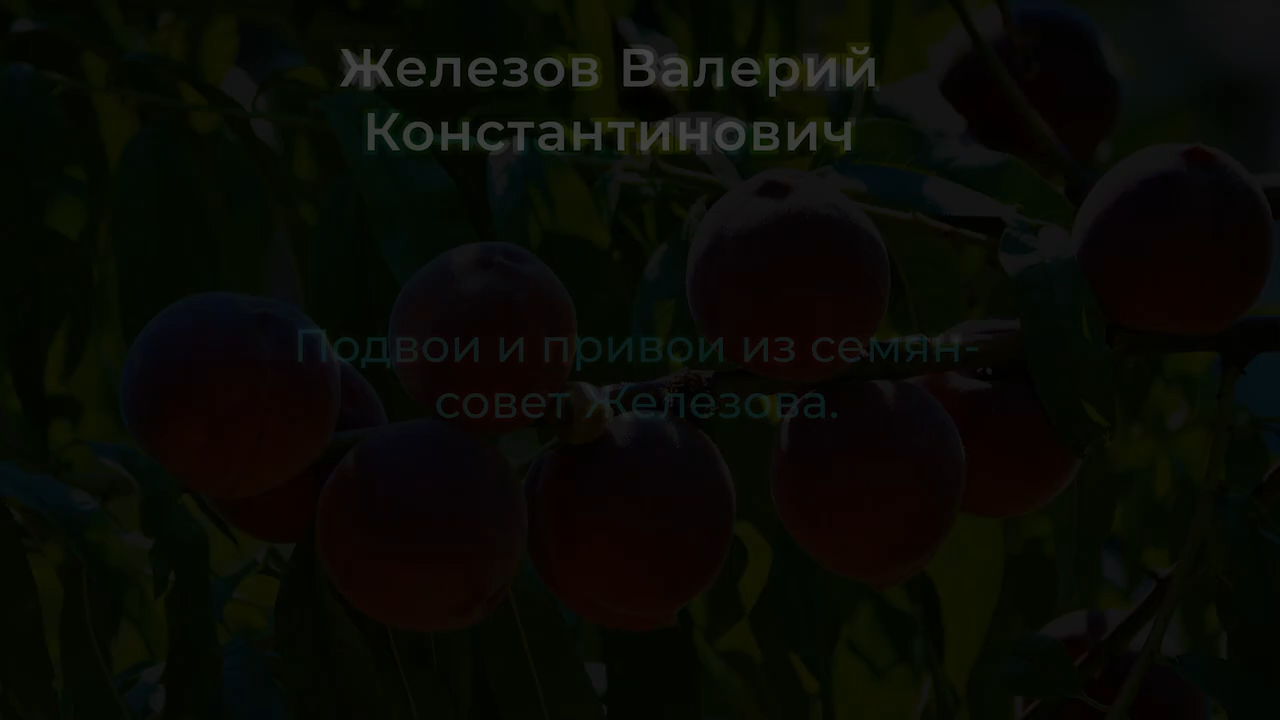 Железов Валерий
Константинович
Подвои и привои из семян-
совет Железова.